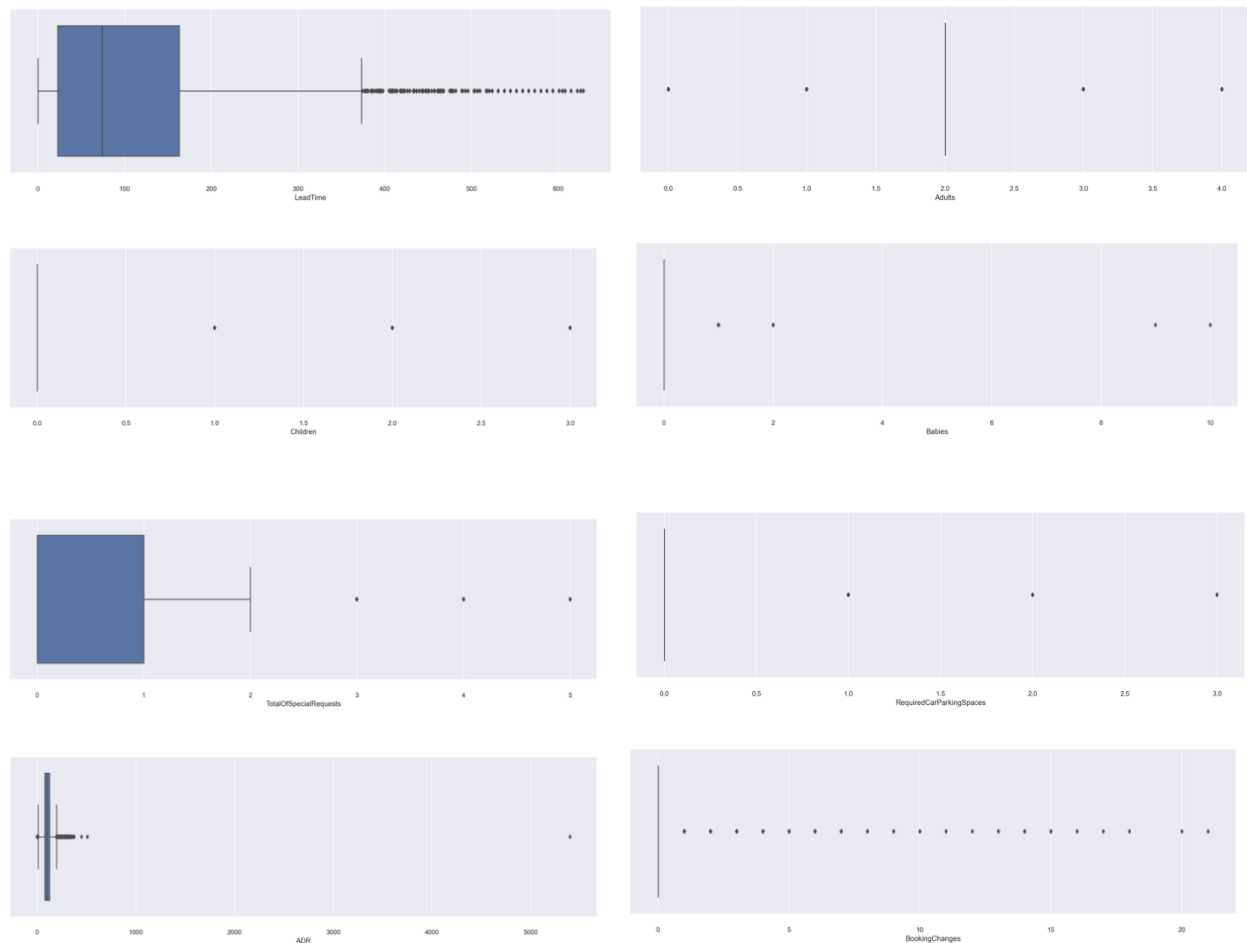 0 100 200 300 400 500 600
LeadTime
0.0 0.5 1.0 1.5 2.0 2.5 3.0 3.5 4.0
Adults
0.0 0.5 1.0 1.5 2.0 2.5 3.0
Children
0 2 4 6 8 10
Babies
0 1 2 3 4 5
TotalOfSpecialRequests
0.0 0.5 1.0 1.5 2.0 2.5 3.0
RequiredCarParkingSpaces
0 1000 2000 3000 4000 5000
ADR
0 5 10 15 20
BookingChanges